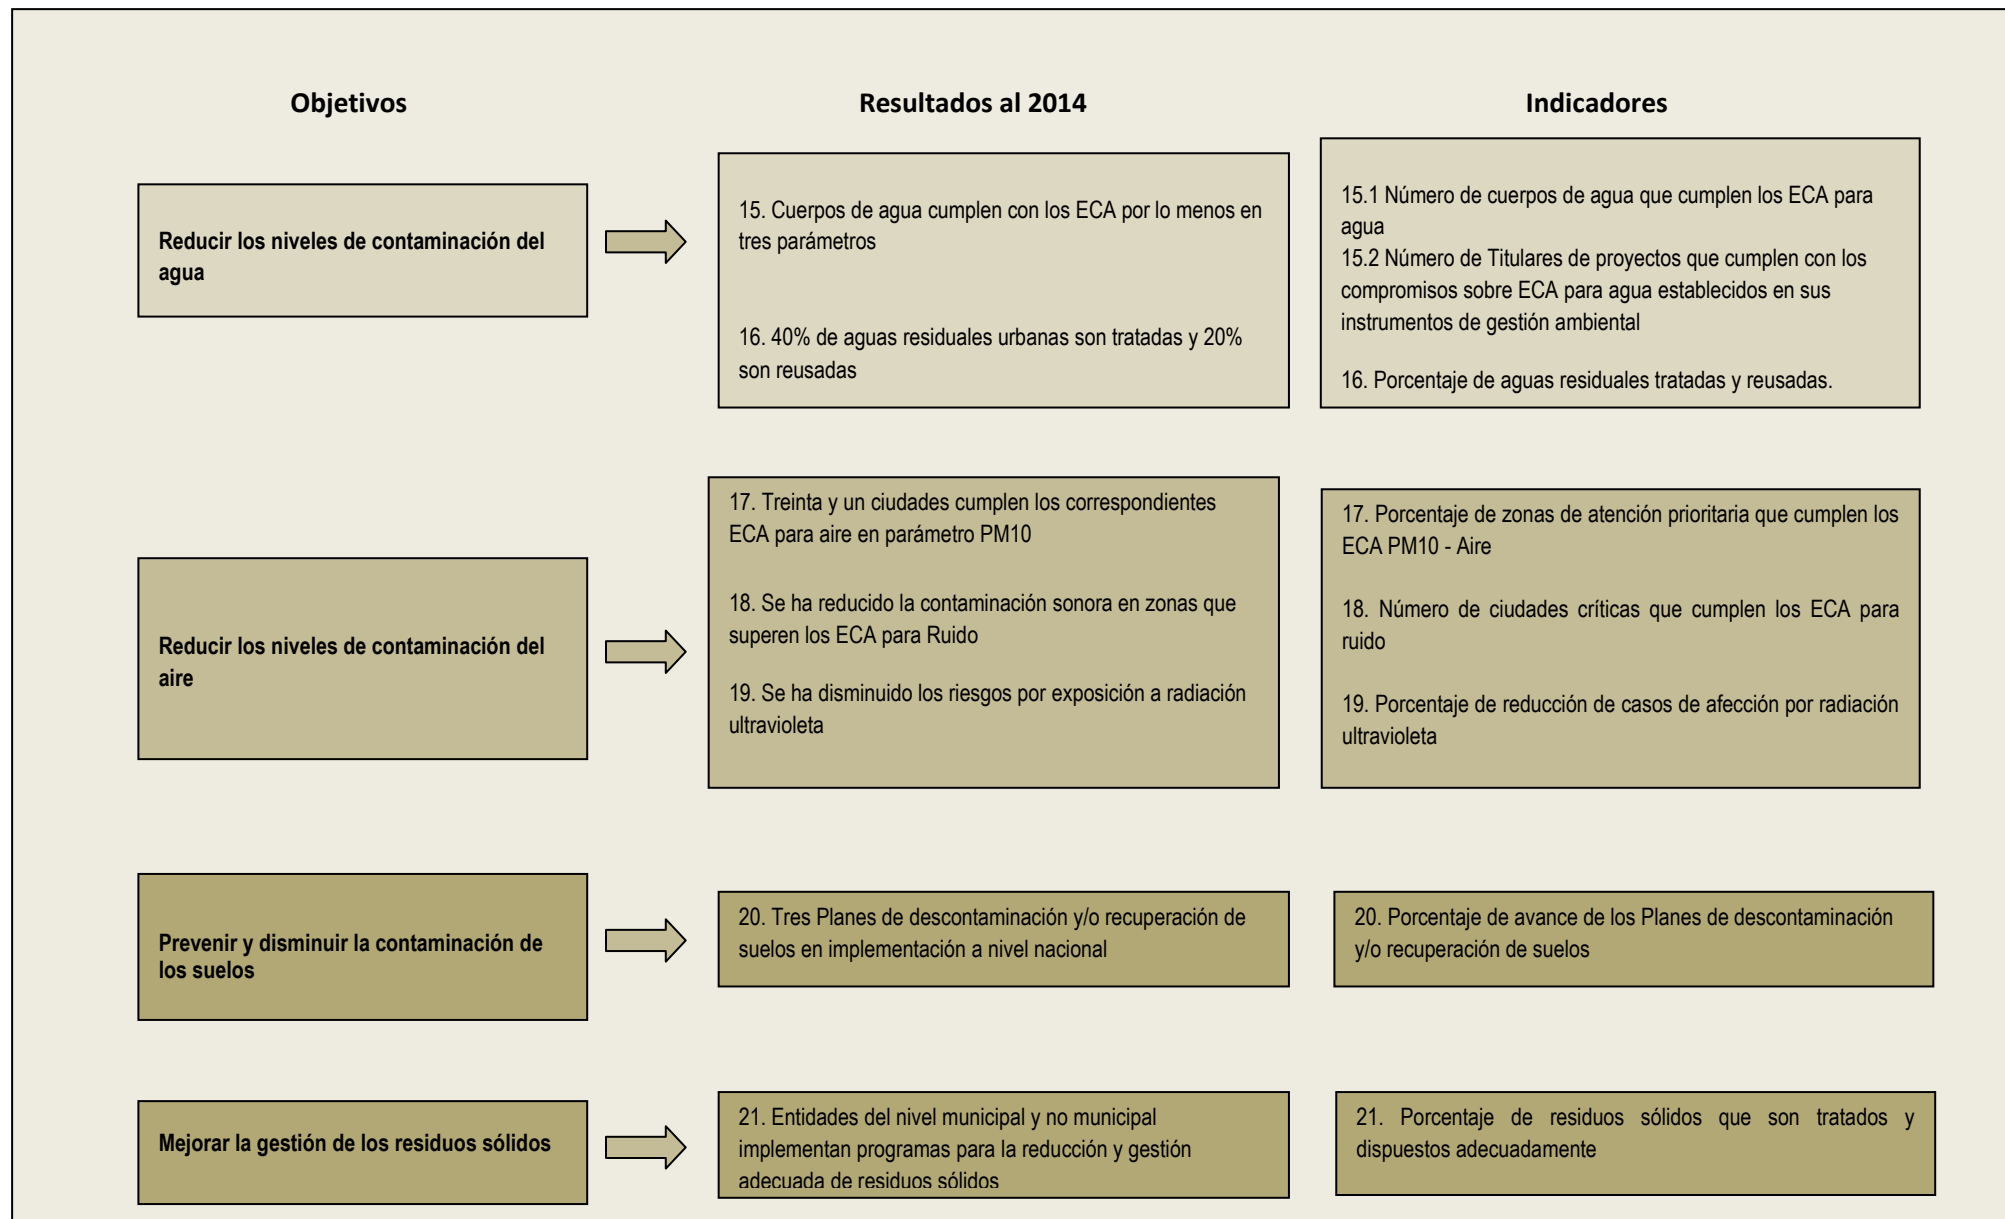 Objetivos
Resultados al 2014
Indicadores
Reducir los niveles de contaminación del
agua
15. Cuerpos de agua cumplen con los ECA por lo menos en
tres parámetros
16. 40% de aguas residuales urbanas son tratadas y 20%
son reusadas
15.1 Número de cuerpos de agua que cumplen los ECA para
agua
15.2 Número de Titulares de proyectos que cumplen con los
compromisos sobre ECA para agua establecidos en sus
instrumentos de gestión ambiental
16. Porcentaje de aguas residuales tratadas y reusadas.
Reducir los niveles de contaminación del
aire
17. Treinta y un ciudades cumplen los correspondientes
ECA para aire en parámetro PM10
18. Se ha reducido la contaminación sonora en zonas que
superen los ECA para Ruido
19. Se ha disminuido los riesgos por exposición a radiación
ultravioleta
17. Porcentaje de zonas de atención prioritaria que cumplen los
ECA PM10 - Aire
18. Número de ciudades críticas que cumplen los ECA para
ruido
19. Porcentaje de reducción de casos de afección por radiación
ultravioleta
Prevenir y disminuir la contaminación de
los suelos
20. Tres Planes de descontaminación y/o recuperación de
suelos en implementación a nivel nacional
20. Porcentaje de avance de los Planes de descontaminación
y/o recuperación de suelos
Mejorar la gestión de los residuos sólidos
21. Entidades del nivel municipal y no municipal
implementan programas para la reducción y gestión
adecuada de residuos sólidos
21. Porcentaje de residuos sólidos que son tratados y
dispuestos adecuadamente